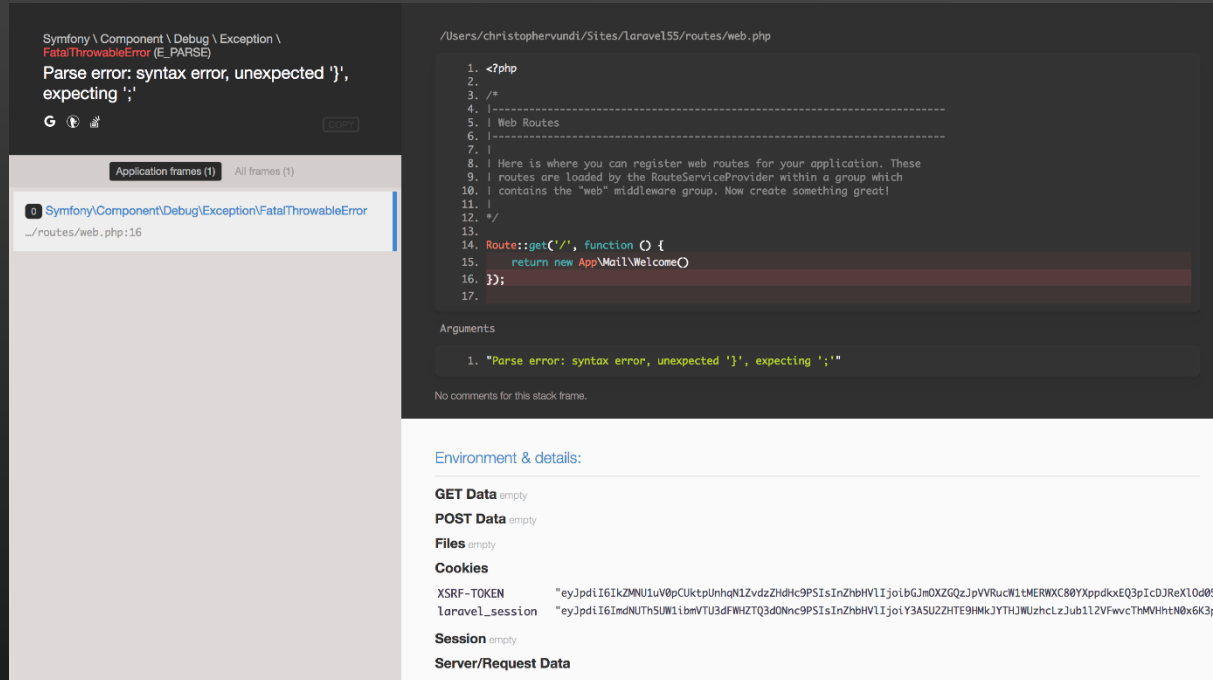 Symfony \ Component \ Debug \ Exception \
FatalThrowableError (E_PARSE)
Parse error: syntax error, unexpected '}',
expecting ';'
COPY
Application frames (1) All frames (1)
0 Symfony\Component\Debug\Exception\FatalThrowableError
…/routes/web.php:16
/Users/christophervundi/Sites/laravel55/routes/web.php
1. <?php
2.
3. /*
4. |--------------------------------------------------------------------------
5. | Web Routes
6. |--------------------------------------------------------------------------
7. |
8. | Here is where you can register web routes for your application. These
9. | routes are loaded by the RouteServiceProvider within a group which
10. | contains the "web" middleware group. Now create something great!
11. |
12. */
13.
14. Route::get('/', function () {
15.     return new App\Mail\Welcome()
16. });
17.
Arguments
1. "Parse error: syntax error, unexpected '}', expecting ';'"
No comments for this stack frame.
Environment & details:
GET Data empty
POST Data empty
Files empty
Cookies
XSRF-TOKEN
laravel_session
Session empty
Server/Request Data